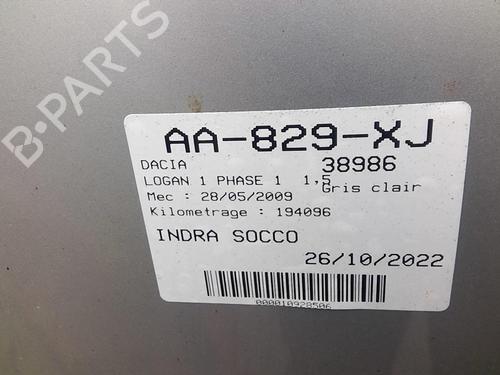 B-PARTS
AA-829-XJ
DACIA 38986
LOGAN 1 PHASE 1 1,5
Gris clair
Mec : 28/05/2009
Kilometrage : 194096
INDRA SOCCO
26/10/2022
000010928506